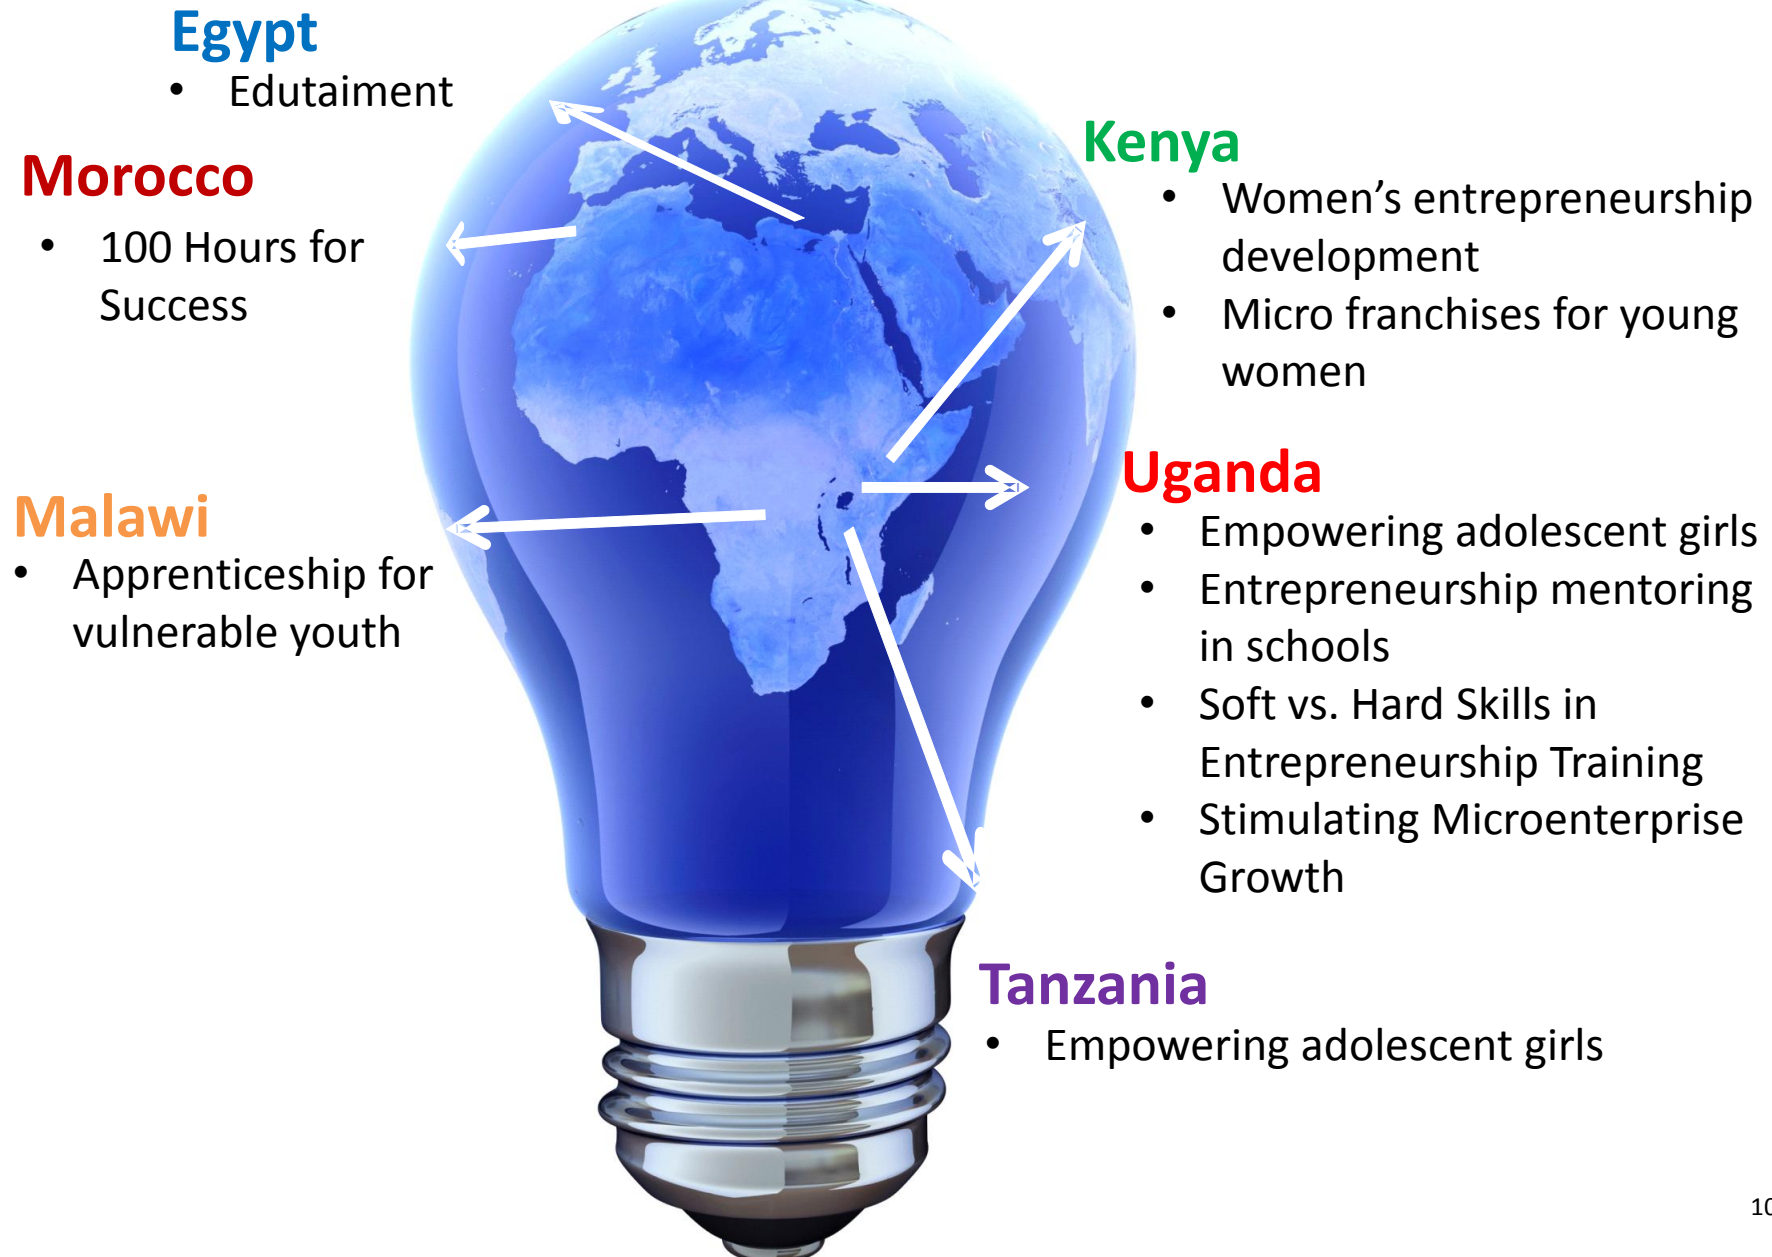 Egypt
• Edutaiment
Morocco
• 100 Hours for
Success
Malawi
• Apprenticeship for
vulnerable youth
Kenya
• Women’s entrepreneurship
development
• Micro franchises for young
women
Uganda
• Empowering adolescent girls
• Entrepreneurship mentoring
in schools
• Soft vs. Hard Skills in
Entrepreneurship Training
• Stimulating Microenterprise
Growth
Tanzania
• Empowering adolescent girls
10